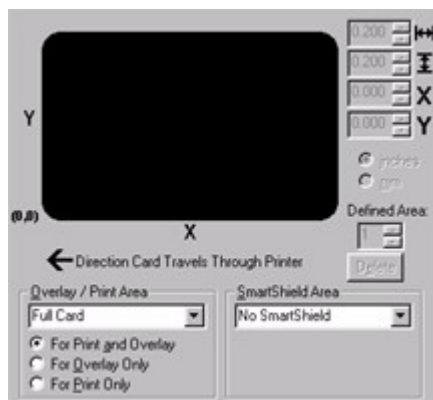 0.200
0.200
0.000
X
0.000
Y
Y
inches
mm
(0,0)
X
Defined Area:
1
Direction Card Travels Through Printer
Delete
Overlay / Print Area
SmartShield Area
Full Card
No SmartShield
For Print and Overlay
For Overlay Only
For Print Only